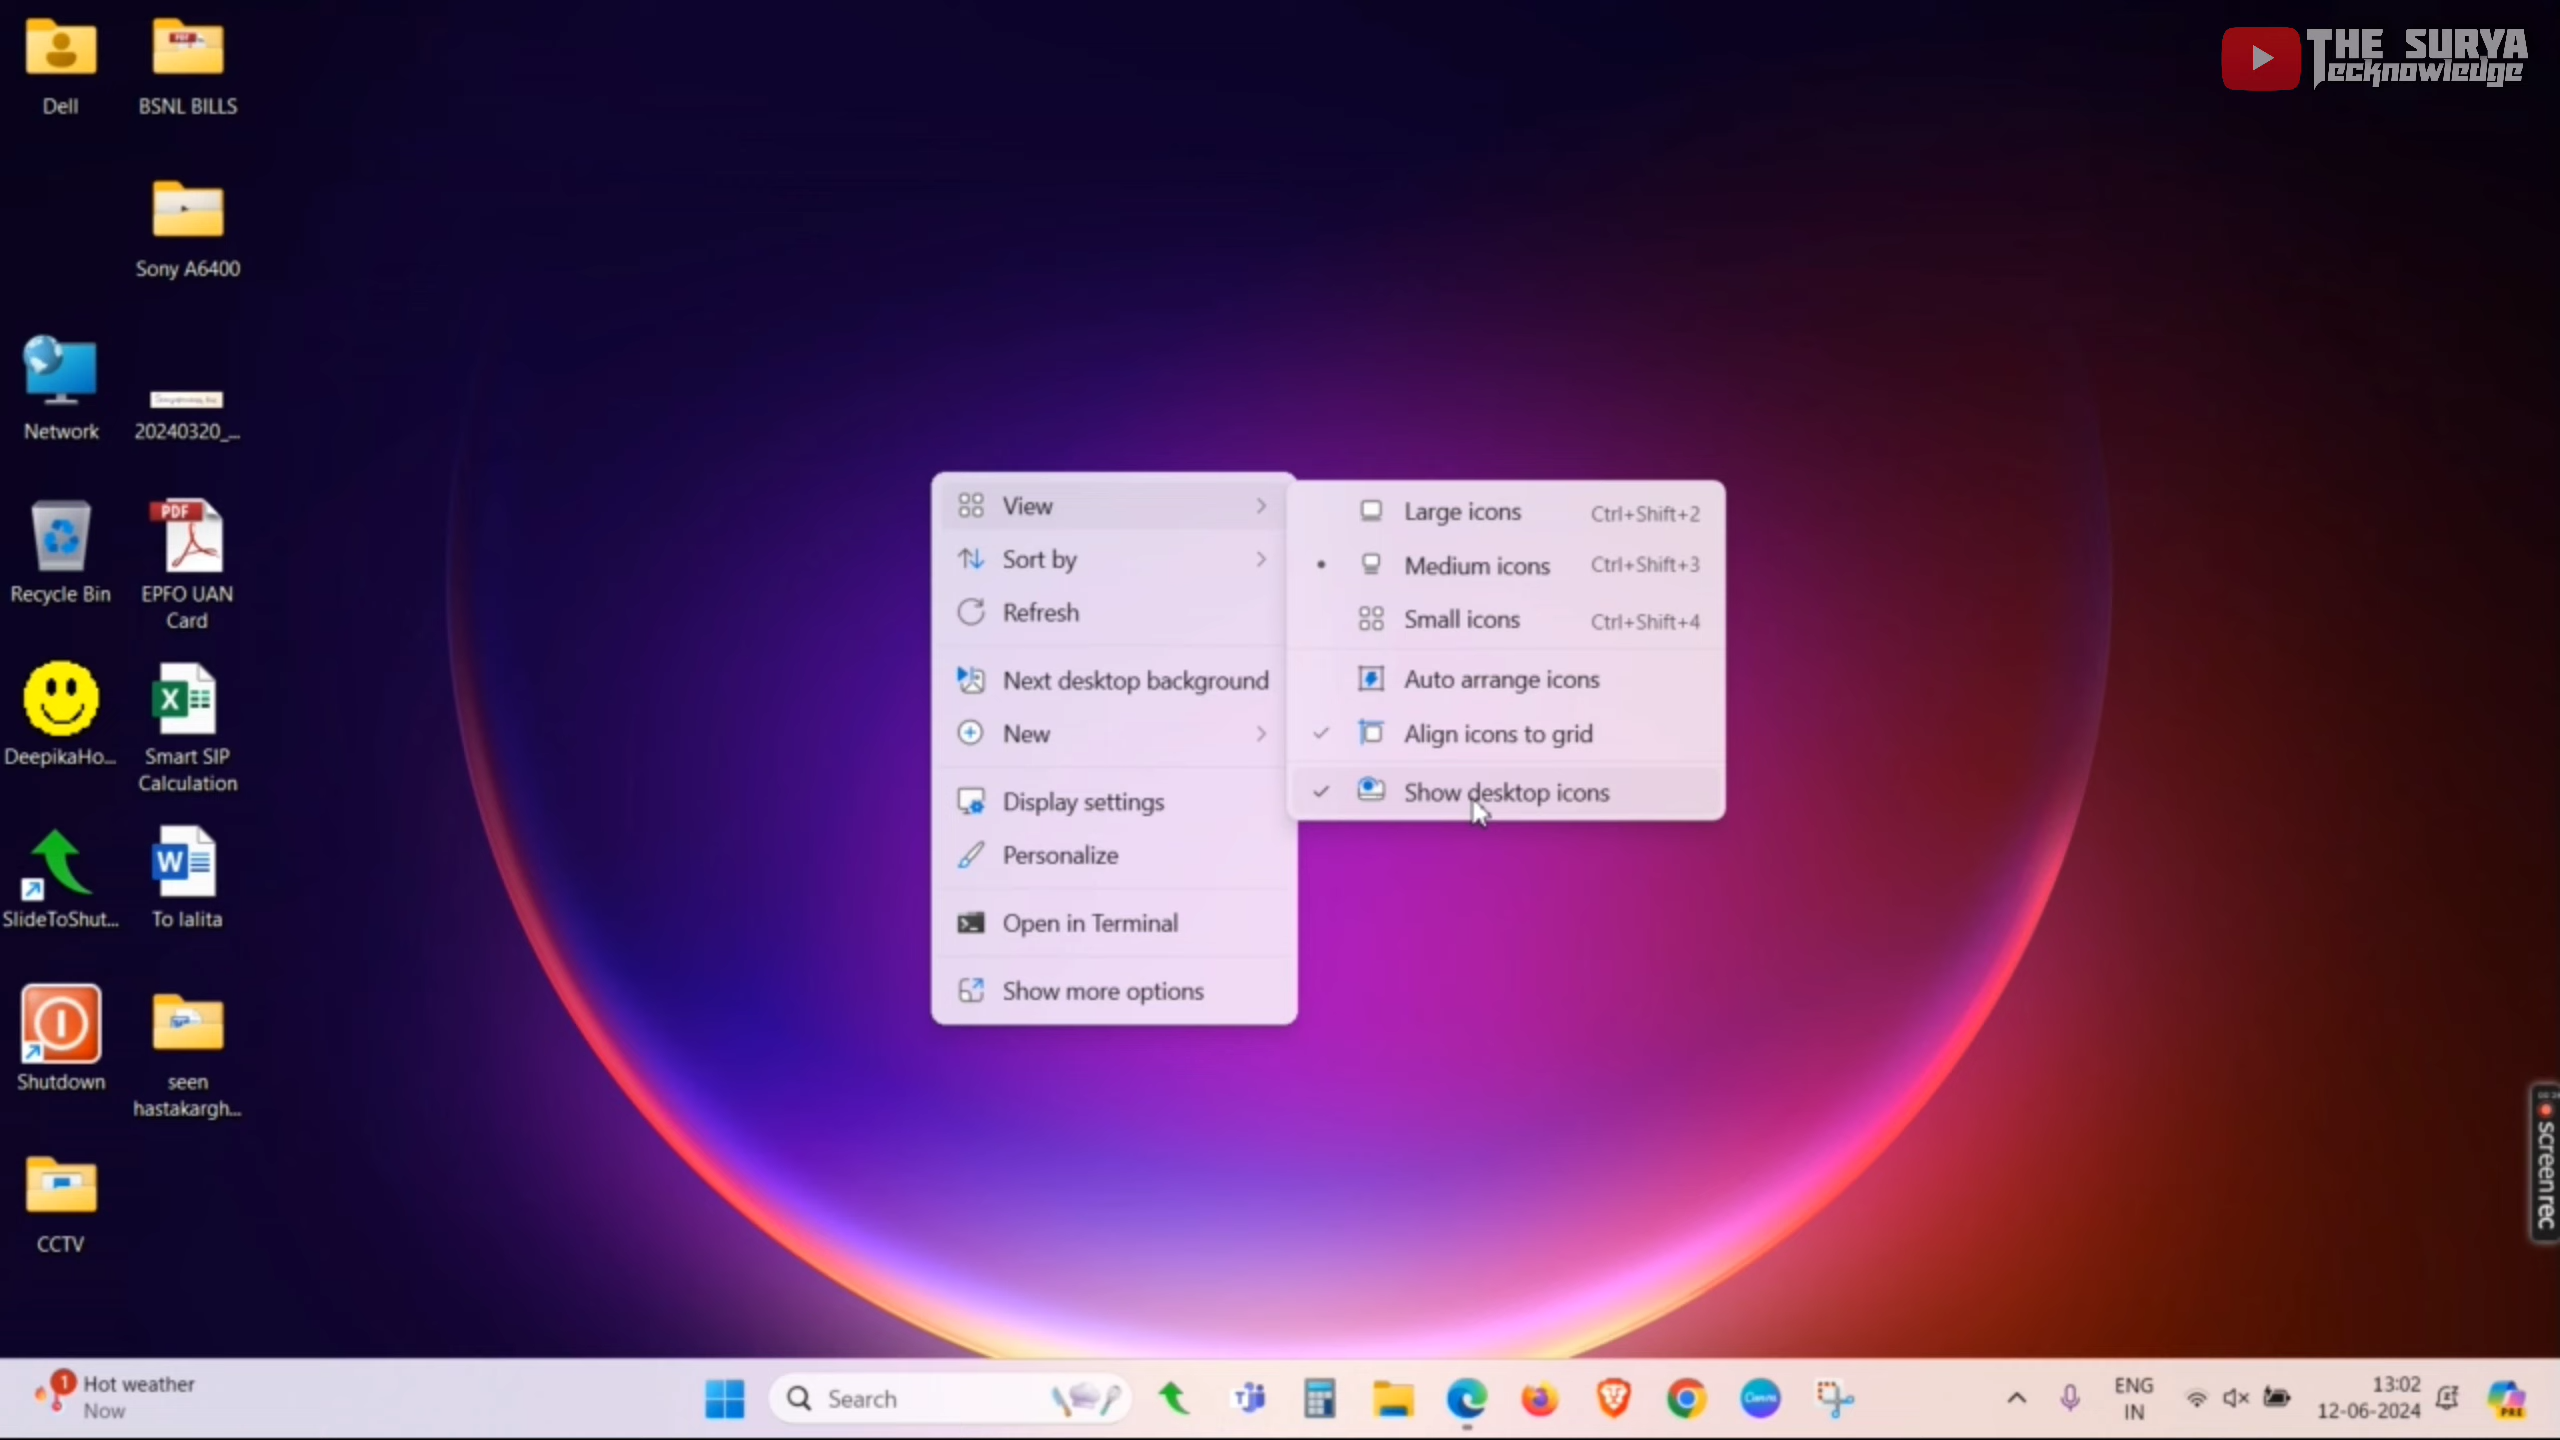 THE SURYA
Tecknowledge
Dell
BSNL BILLS
Sony A6400
Network
20240320_...
Recycle Bin
PDF
EPFO UAN
Card
DeepikaHo...
Smart SIP
Calculation
SlideToShut...
To lalita
Shutdown
seen
hastakargh...
CCTV
View
Sort by
Refresh
Next desktop background
New
Display settings
Personalize
Open in Terminal
Show more options
Large icons Ctrl+Shift+2
Medium icons Ctrl+Shift+3
Small icons Ctrl+Shift+4
Auto arrange icons
Align icons to grid
Show desktop icons
screenrec
1
Hot weather
Now
Search
Canva
ENG
IN
13:02
12-06-2024
PRE